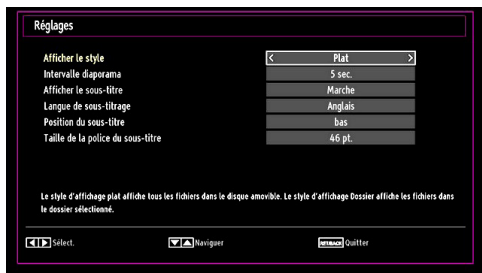 Réglages
Afficher le style < Plat >
Intervalle diaporama 5 sec.
Afficher le sous-titre Marche
Langue de sous-titrage Anglais
Position du sous-titre bas
Taille de la police du sous-titre 46 pt.
Le style d'affichage plat affiche tous les fichiers dans le disque amovible. Le style d'affichage Dossier affiche les fichiers dans
le dossier sélectionné.
Sélect. Naviguer RET/BACK Quitter